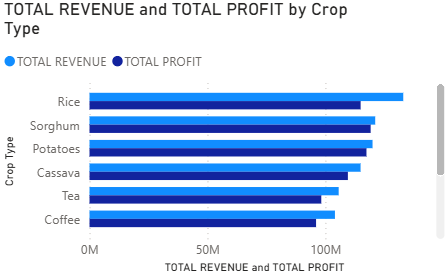 TOTAL REVENUE and TOTAL PROFIT by Crop
Type
TOTAL REVENUE TOTAL PROFIT
Crop Type
Rice
Sorghum
Potatoes
Cassava
Tea
Coffee
0M 50M 100M
TOTAL REVENUE and TOTAL PROFIT